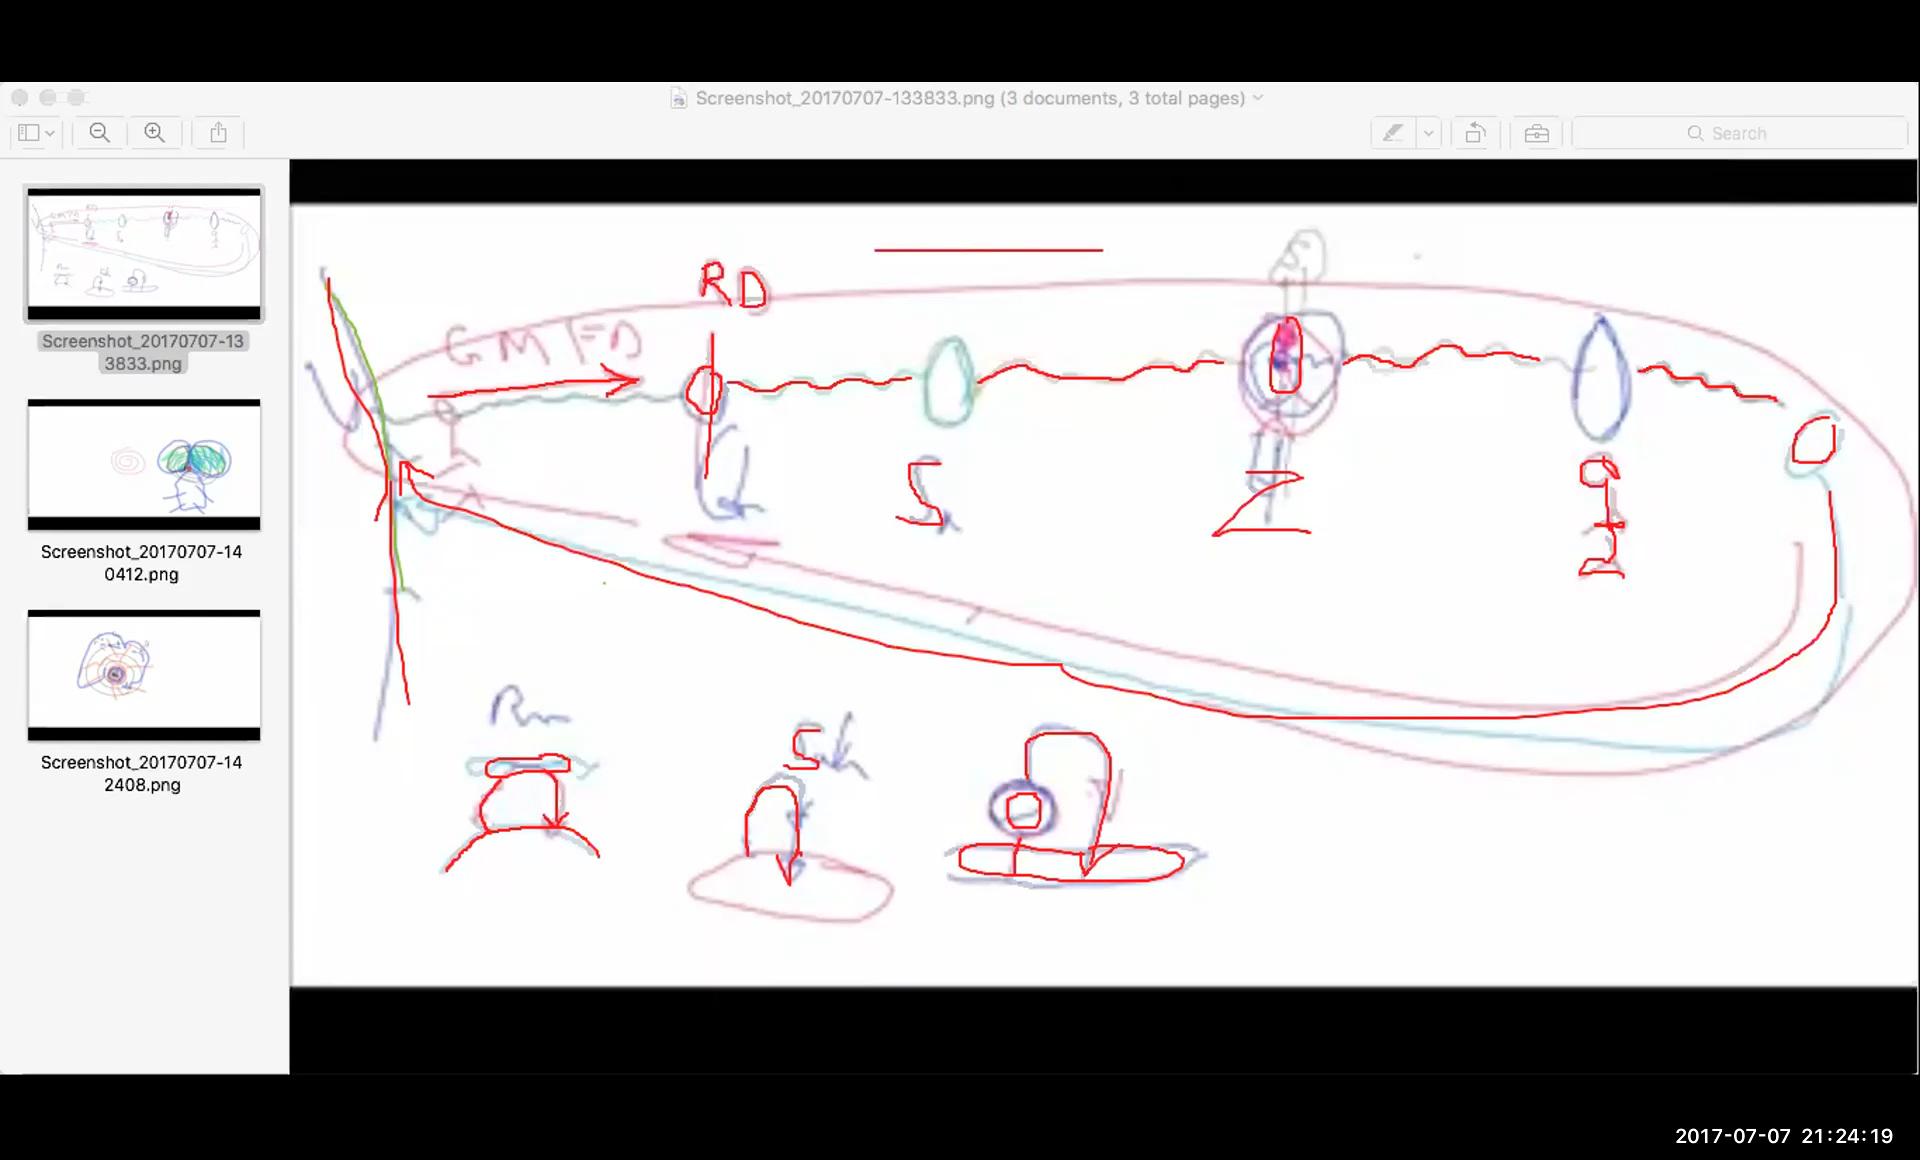 Screenshot_20170707-133833.png (3 documents, 3 total pages)
Search
Screenshot_20170707-13
3833.png
Screenshot_20170707-14
0412.png
Screenshot_20170707-14
2408.png
RD
GMFD
2017-07-07 21:24:19